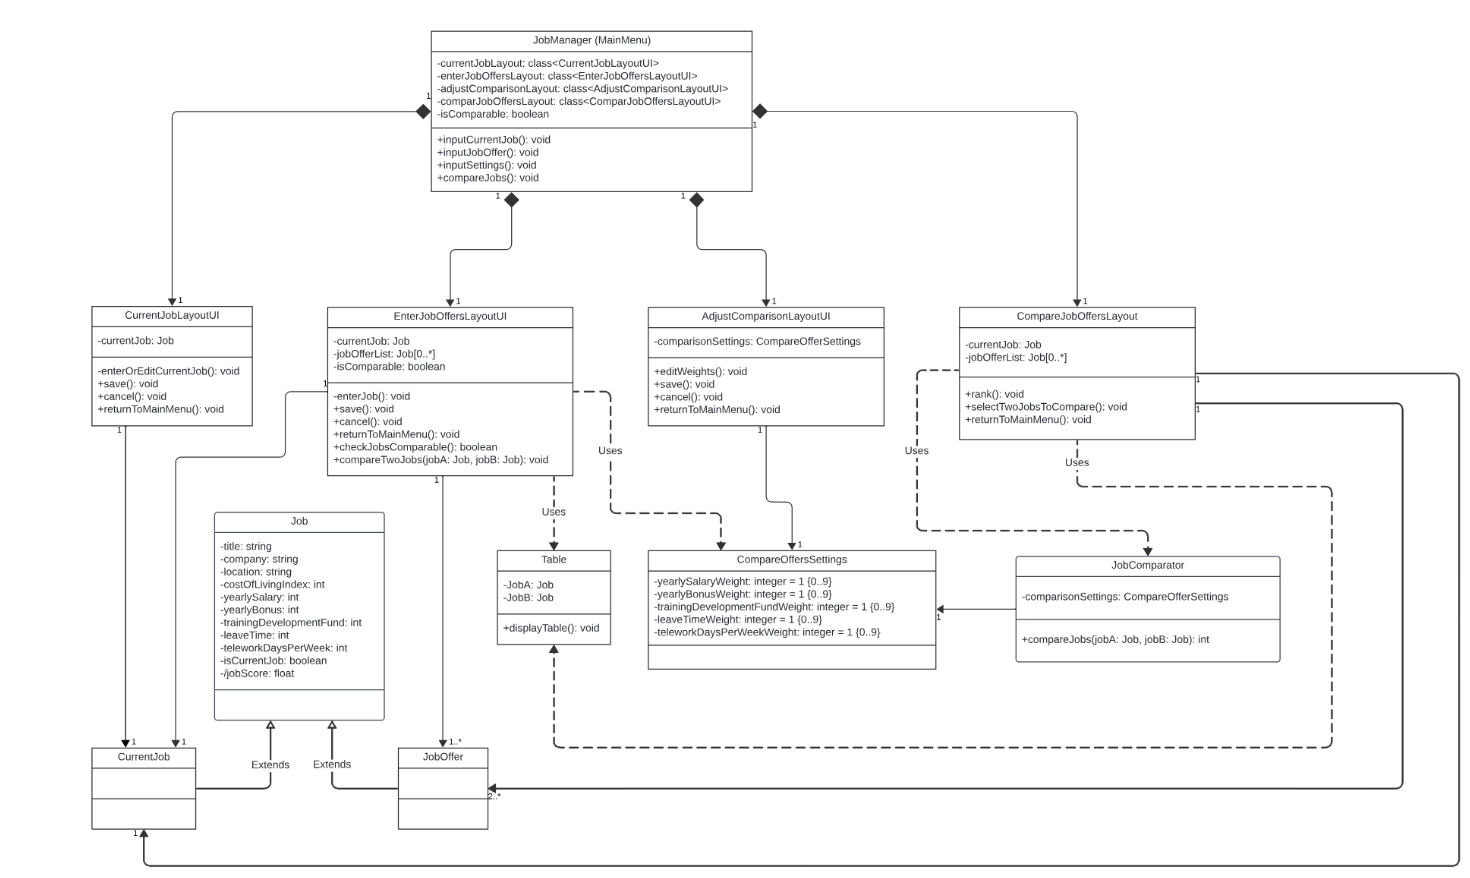 JobManager (MainMenu)
-currentJobLayout: class<CurrentJobLayoutUI>
-enterJobOffersLayout: class<EnterJobOffersLayoutUI>
-adjustComparisonLayout: class<AdjustComparisonLayoutUI>
-comparJobOffersLayout: class<ComparJobOffersLayoutUI>
-isComparable: boolean
+inputCurrentJob(): void
+inputJobOffer(): void
+inputSettings(): void
+compareJobs(): void
1
1
1
1
1
1
1
1
CurrentJobLayoutUI
-currentJob: Job
-enterOrEditCurrentJob(): void
+save(): void
+cancel(): void
+returnToMainMenu(): void
1
EnterJobOffersLayoutUI
-currentJob: Job
-jobOfferList: Job[0..*]
-isComparable: boolean
-enterJob(): void
+save(): void
+cancel(): void
+returnToMainMenu(): void
+checkJobsComparable(): boolean
+compareTwoJobs(jobA: Job, jobB: Job): void
1
1
AdjustComparisonLayoutUI
-comparisonSettings: CompareOfferSettings
+editWeights(): void
+save(): void
+cancel(): void
+returnToMainMenu(): void
1
CompareJobOffersLayout
-currentJob: Job
-jobOfferList: Job[0..*]
+rank(): void
+selectTwoJobsToCompare(): void
+returnToMainMenu(): void
1
1
Uses
Uses
Uses
Uses
Job
-title: string
-company: string
-location: string
-costOfLivingIndex: int
-yearlySalary: int
-yearlyBonus: int
-trainingDevelopmentFund: int
-leaveTime: int
-teleworkDaysPerWeek: int
-isCurrentJob: boolean
-/jobScore: float
Table
-JobA: Job
-JobB: Job
+displayTable(): void
1
CompareOffersSettings
-yearlySalaryWeight: integer = 1 {0..9}
-yearlyBonusWeight: integer = 1 {0..9}
-trainingDevelopmentFundWeight: integer = 1 {0..9}
-leaveTimeWeight: integer = 1 {0..9}
-teleworkDaysPerWeekWeight: integer = 1 {0..9}
1
JobComparator
-comparisonSettings: CompareOfferSettings
+compareJobs(jobA: Job, jobB: Job): int
1
1
1..*
CurrentJob
Extends
Extends
JobOffer
2..*
1